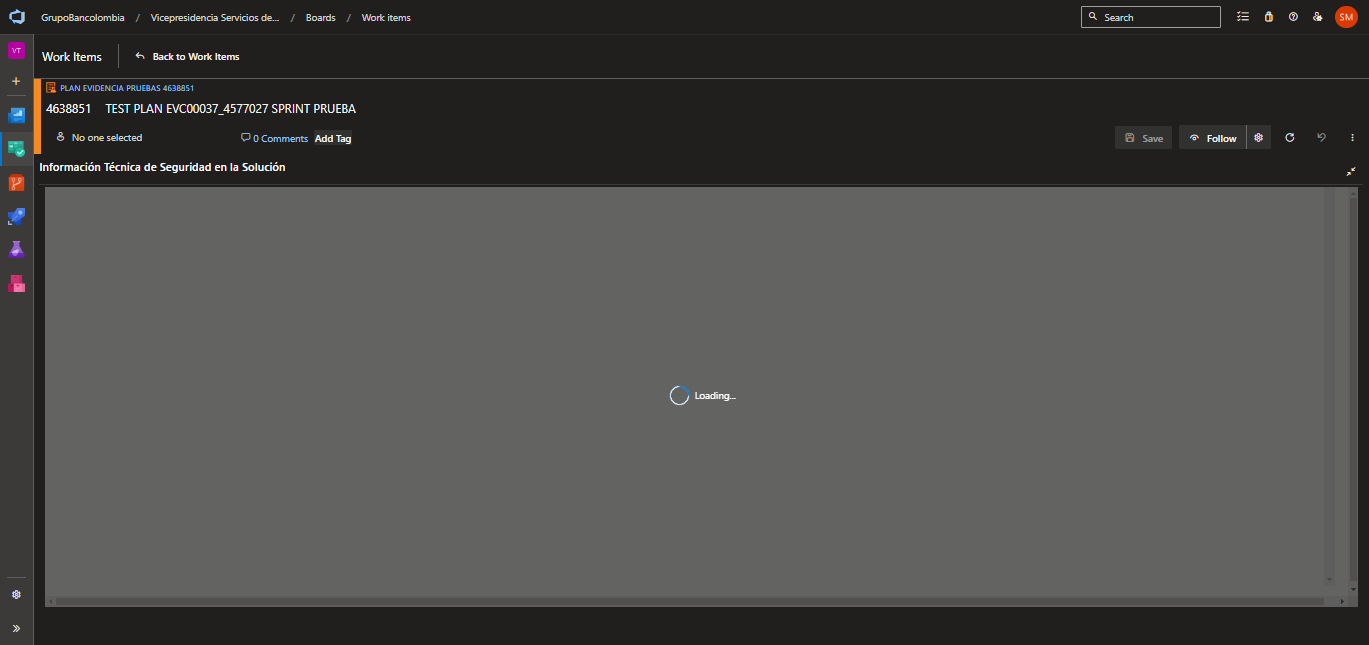 GrupoBancolombia / Vicepresidencia Servicios de... / Boards / Work items
Search
SM
VT
Work Items
Back to Work Items
PLAN EVIDENCIA PRUEBAS 4638851
4638851 TEST PLAN EVC00037_4577027 SPRINT PRUEBA
No one selected
0 Comments
Add Tag
Save
Follow
Información Técnica de Seguridad en la Solución
Loading...